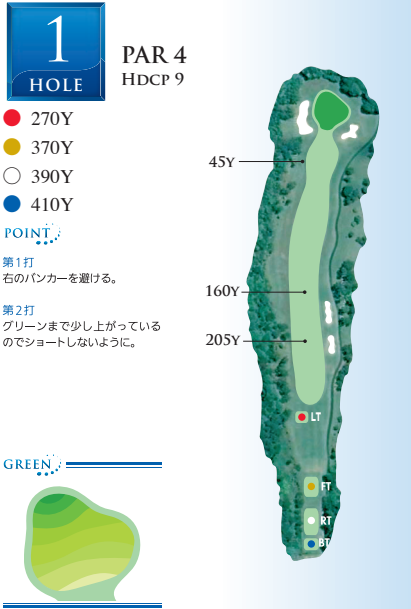 1
HOLE
PAR 4
HDCP 9
270Y
370Y
390Y
410Y
POINT
第1打
右のバンカーを避ける。
第2打
グリーンまで少し上がっている
のでショートしないように。
45Y
160Y
205Y
LT
FT
RT
BT
GREEN